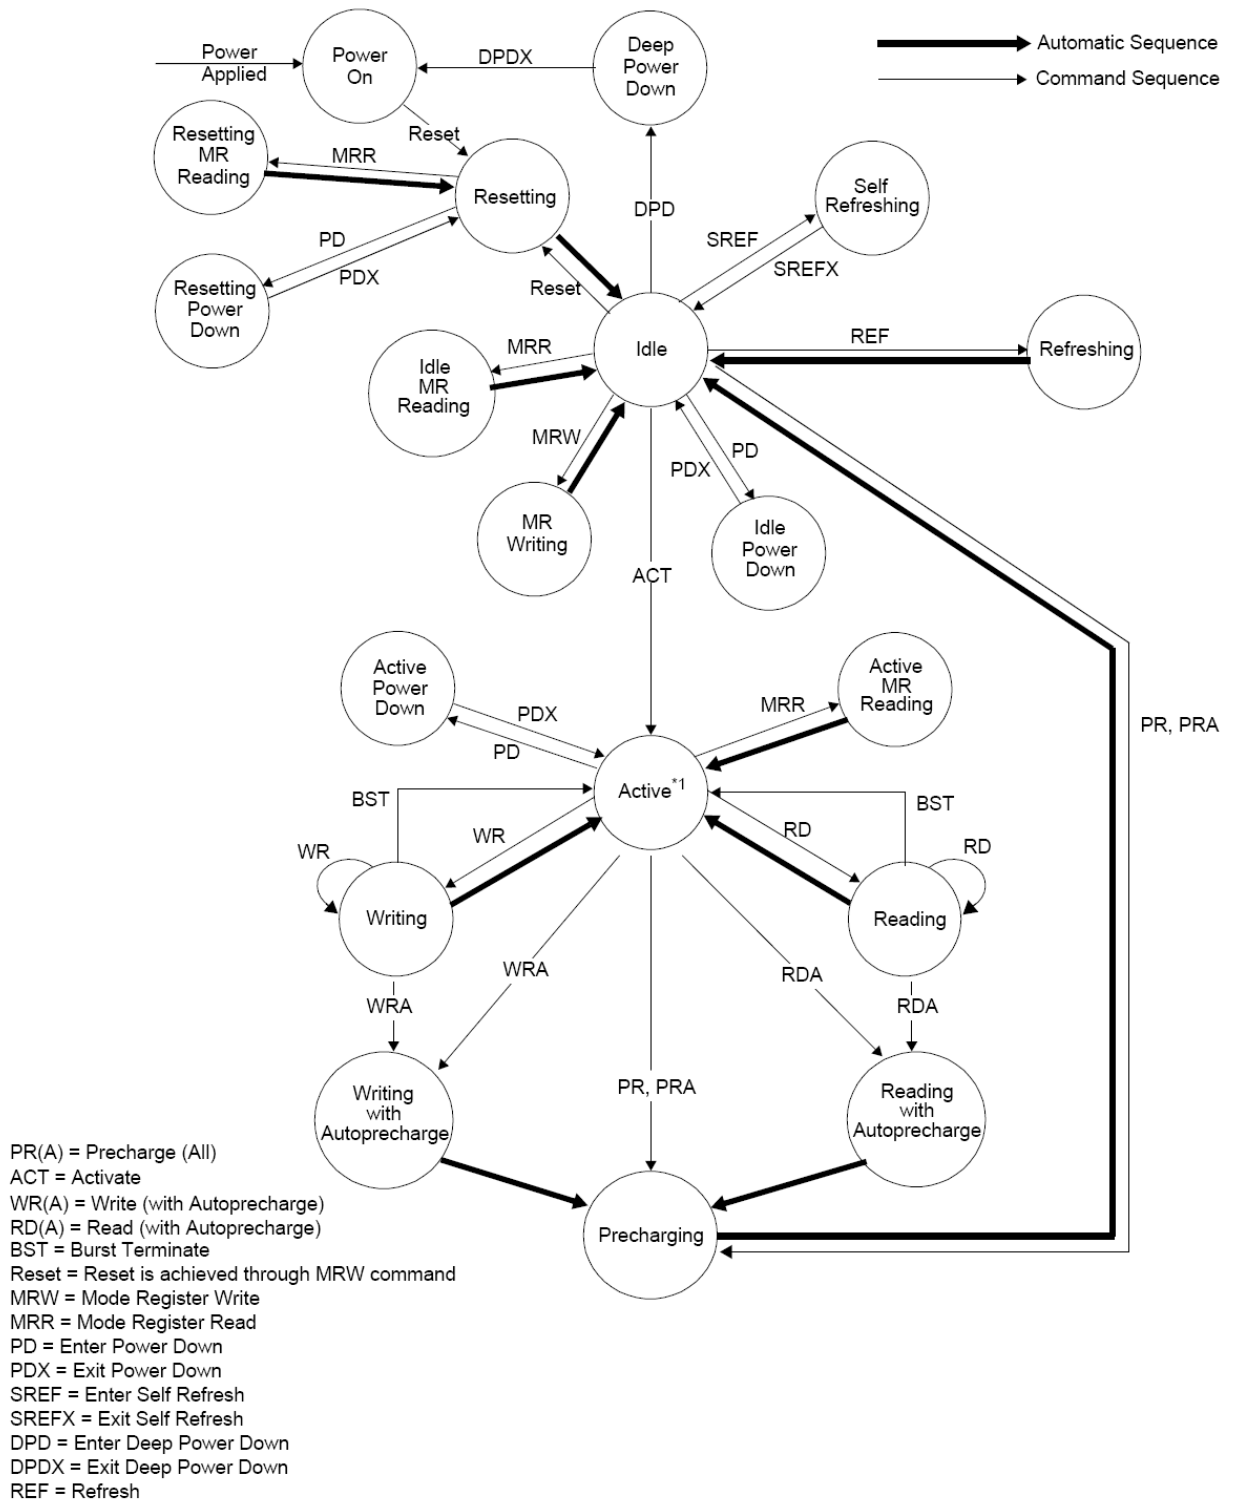 Power
Applied
Power
On
DPDX
Deep
Power
Down
Automatic Sequence
Command Sequence
Reset
Resetting
MR
Reading
MRR
Resetting
Self
Refreshing
DPD
SREF
SREFX
PD
PDX
Resetting
Power
Down
Reset
Idle
REF
Refreshing
MRR
Idle
MR
Reading
MRW
PD
PDX
MR
Writing
Idle
Power
Down
ACT
Active
Power
Down
PDX
PD
MRR
Active
MR
Reading
PR, PRA
Active*1
BST
BST
WR
RD
WR
RD
Writing
Reading
WRA
RDA
WRA
RDA
PR, PRA
Writing
with
Autoprecharge
Reading
with
Autoprecharge
Precharging
PR(A) = Precharge (All)
ACT = Activate
WR(A) = Write (with Autoprecharge)
RD(A) = Read (with Autoprecharge)
BST = Burst Terminate
Reset = Reset is achieved through MRW command
MRW = Mode Register Write
MRR = Mode Register Read
PD = Enter Power Down
PDX = Exit Power Down
SREF = Enter Self Refresh
SREFX = Exit Self Refresh
DPD = Enter Deep Power Down
DPDX = Exit Deep Power Down
REF = Refresh